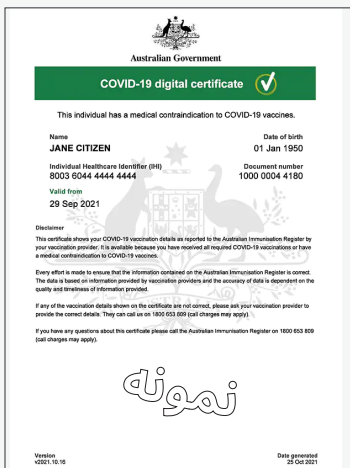 Australian Government
COVID-19 digital certificate
This individual has a medical contraindication to COVID-19 vaccines.
Name
Date of birth
JANE CITIZEN
01 Jan 1950
Individual Healthcare Identifier (IHI)
Document number
8003 6044 4444 4444
1000 0004 4180
Valid from
29 Sep 2021
Disclaimer
This certificate shows your COVID-19 vaccination details as reported to the Australian Immunisation Register by
your vaccination provider. It is available because you have received all required COVID-19 vaccinations or have
a medical contraindication to COVID-19 vaccines.
Every effort is made to ensure that the information contained on the Australian Immunisation Register is correct.
The data is based on information provided by vaccination providers and the accuracy of data is dependent on the
quality and timeliness of information provided.
If any of the vaccination details shown on the certificate are not correct, please ask your vaccination provider to
provide the correct details. They can call us on 1800 653 809 (call charges may apply).
If you have any questions about this certificate please call the Australian Immunisation Register on 1800 653 809
(call charges may apply).
نمونه
Version
Date generated
v2021.10.16
25 Oct 2021